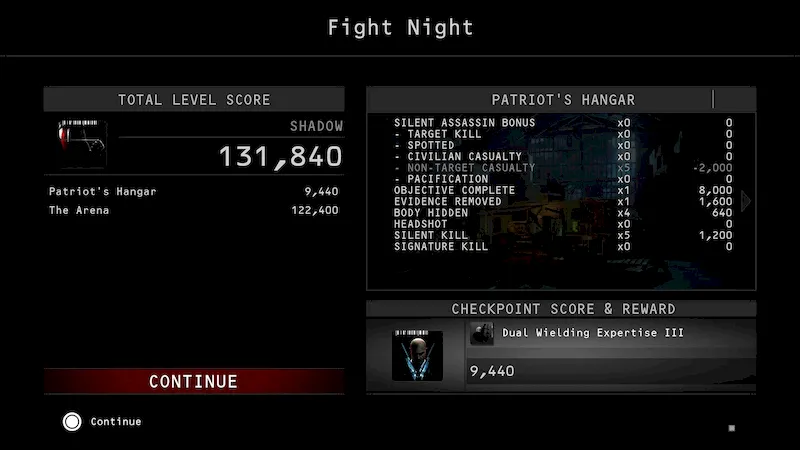 Fight Night
TOTAL LEVEL SCORE
SHADOW
131,840
Patriot's Hangar 9,440
The Arena 122,400
CONTINUE
Continue
PATRIOT'S HANGAR
SILENT ASSASSIN BONUS x0 0
- TARGET KILL x0 0
- SPOTTED x0 0
- CIVILIAN CASUALTY x0 0
- NON-TARGET CASUALTY x5 -2,000
- PACIFICATION x0 0
OBJECTIVE COMPLETE x1 8,000
EVIDENCE REMOVED x1 1,600
BODY HIDDEN x4 640
HEADSHOT x0 0
SILENT KILL x5 1,200
SIGNATURE KILL x0 0
CHECKPOINT SCORE & REWARD
Dual Wielding Expertise III
9,440